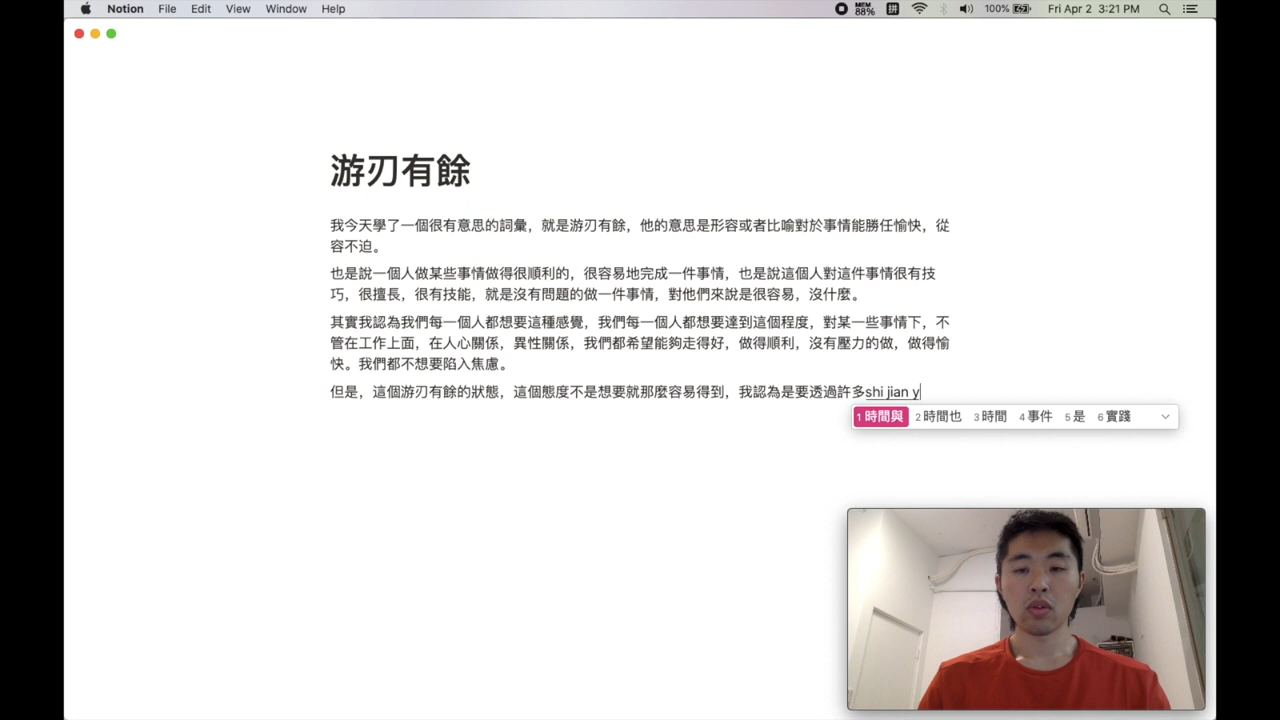 Notion File Edit View Window Help MEM 88% 拼 100% Fri Apr 2 3:21 PM
游刃有餘
我今天學了一個很有意思的詞彙，就是游刃有餘，他的意思是形容或者比喻對於事情能勝任愉快，從
容不迫。
也是說一個人做某些事情做得很順利的，很容易地完成一件事情，也是說這個人對這件事情很有技
巧，很擅長，很有技能，就是沒有問題的做一件事情，對他們來說是很容易，沒什麼。
其實我認為我們每一個人都想要這種感覺，我們每一個人都想要達到這個程度，對某一些事情下，不
管在工作上面，在人心關係，異性關係，我們都希望能夠走得好，做得順利，沒有壓力的做，做得愉
快。我們都不想要陷入焦慮。
但是，這個游刃有餘的狀態，這個態度不是想要就那麼容易得到，我認為是要透過許多shi jian y
1 時間與 2 時間也 3 時間 4 事件 5 是 6 實踐